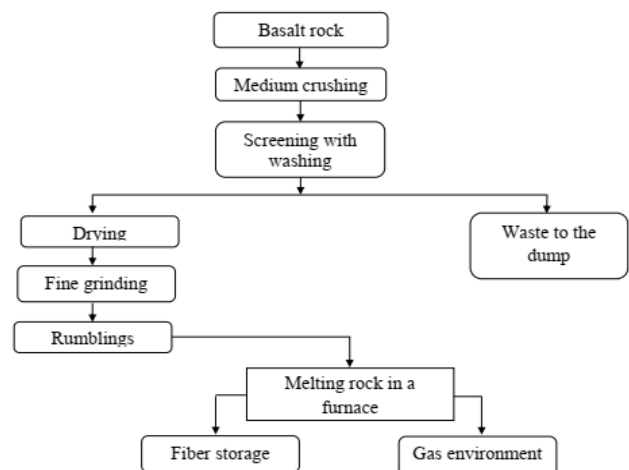 Basalt rock
Medium crushing
Screening with
washing
Drying
Waste to the
dump
Fine grinding
Rumblings
Melting rock in a
furnace
Fiber storage
Gas environment